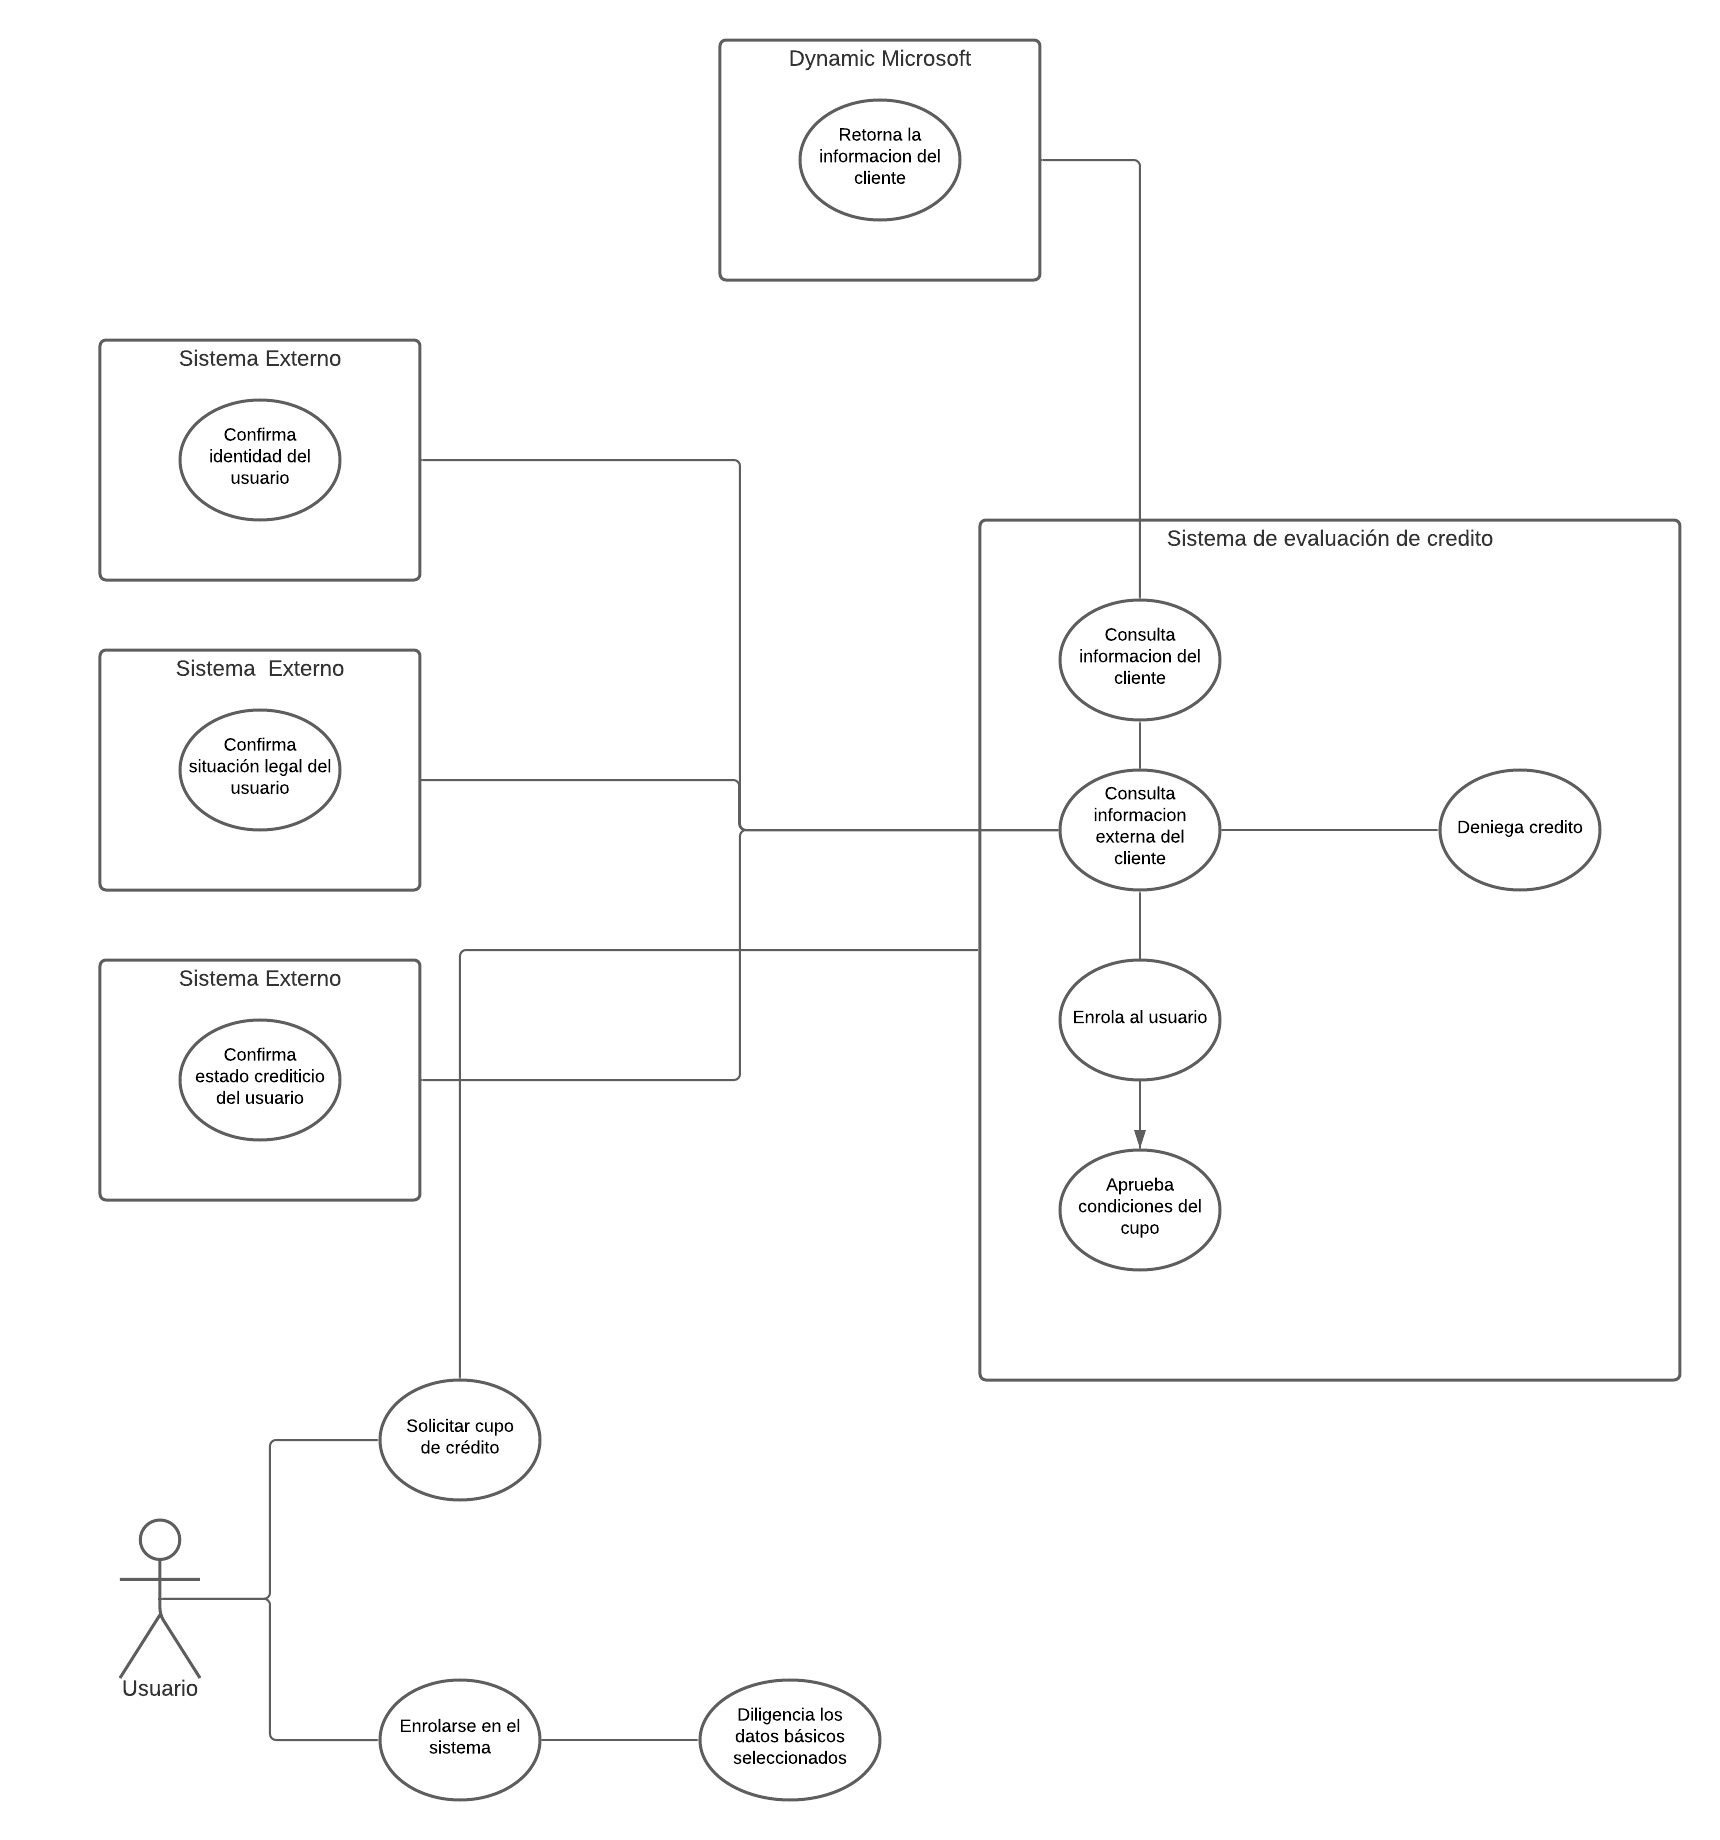 Dynamic Microsoft
Retorna la
informacion del
cliente
Sistema Externo
Confirma
identidad del
usuario
Sistema de evaluación de credito
Consulta
informacion del
cliente
Sistema  Externo
Confirma
situación legal del
usuario
Consulta
informacion
externa del
cliente
Deniega credito
Sistema Externo
Confirma
estado crediticio
del usuario
Enrola al usuario
Aprueba
condiciones del
cupo
Solicitar cupo
de crédito
Usuario
Enrolarse en el
sistema
Diligencia los
datos básicos
seleccionados